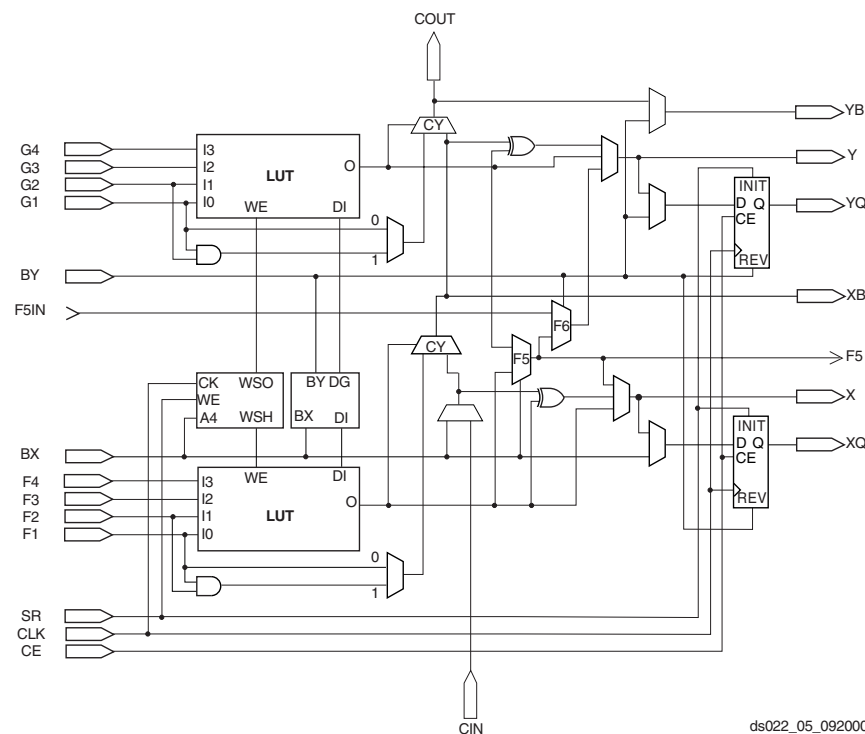 COUT
CY
YB
G4
I3
G3
I2
LUT
O
Y
G2
I1
G1
I0
WE
DI
INIT
D Q
CE
YQ
0
1
REV
BY
F5IN
XB
F6
CY
F5
F5
CK
WSO
WE
A4
WSH
BY DG
BX
DI
X
INIT
D Q
CE
XQ
BX
WE
DI
F4
I3
F3
I2
LUT
O
REV
F2
I1
F1
I0
0
1
SR
CLK
CE
CIN
ds022_05_092000